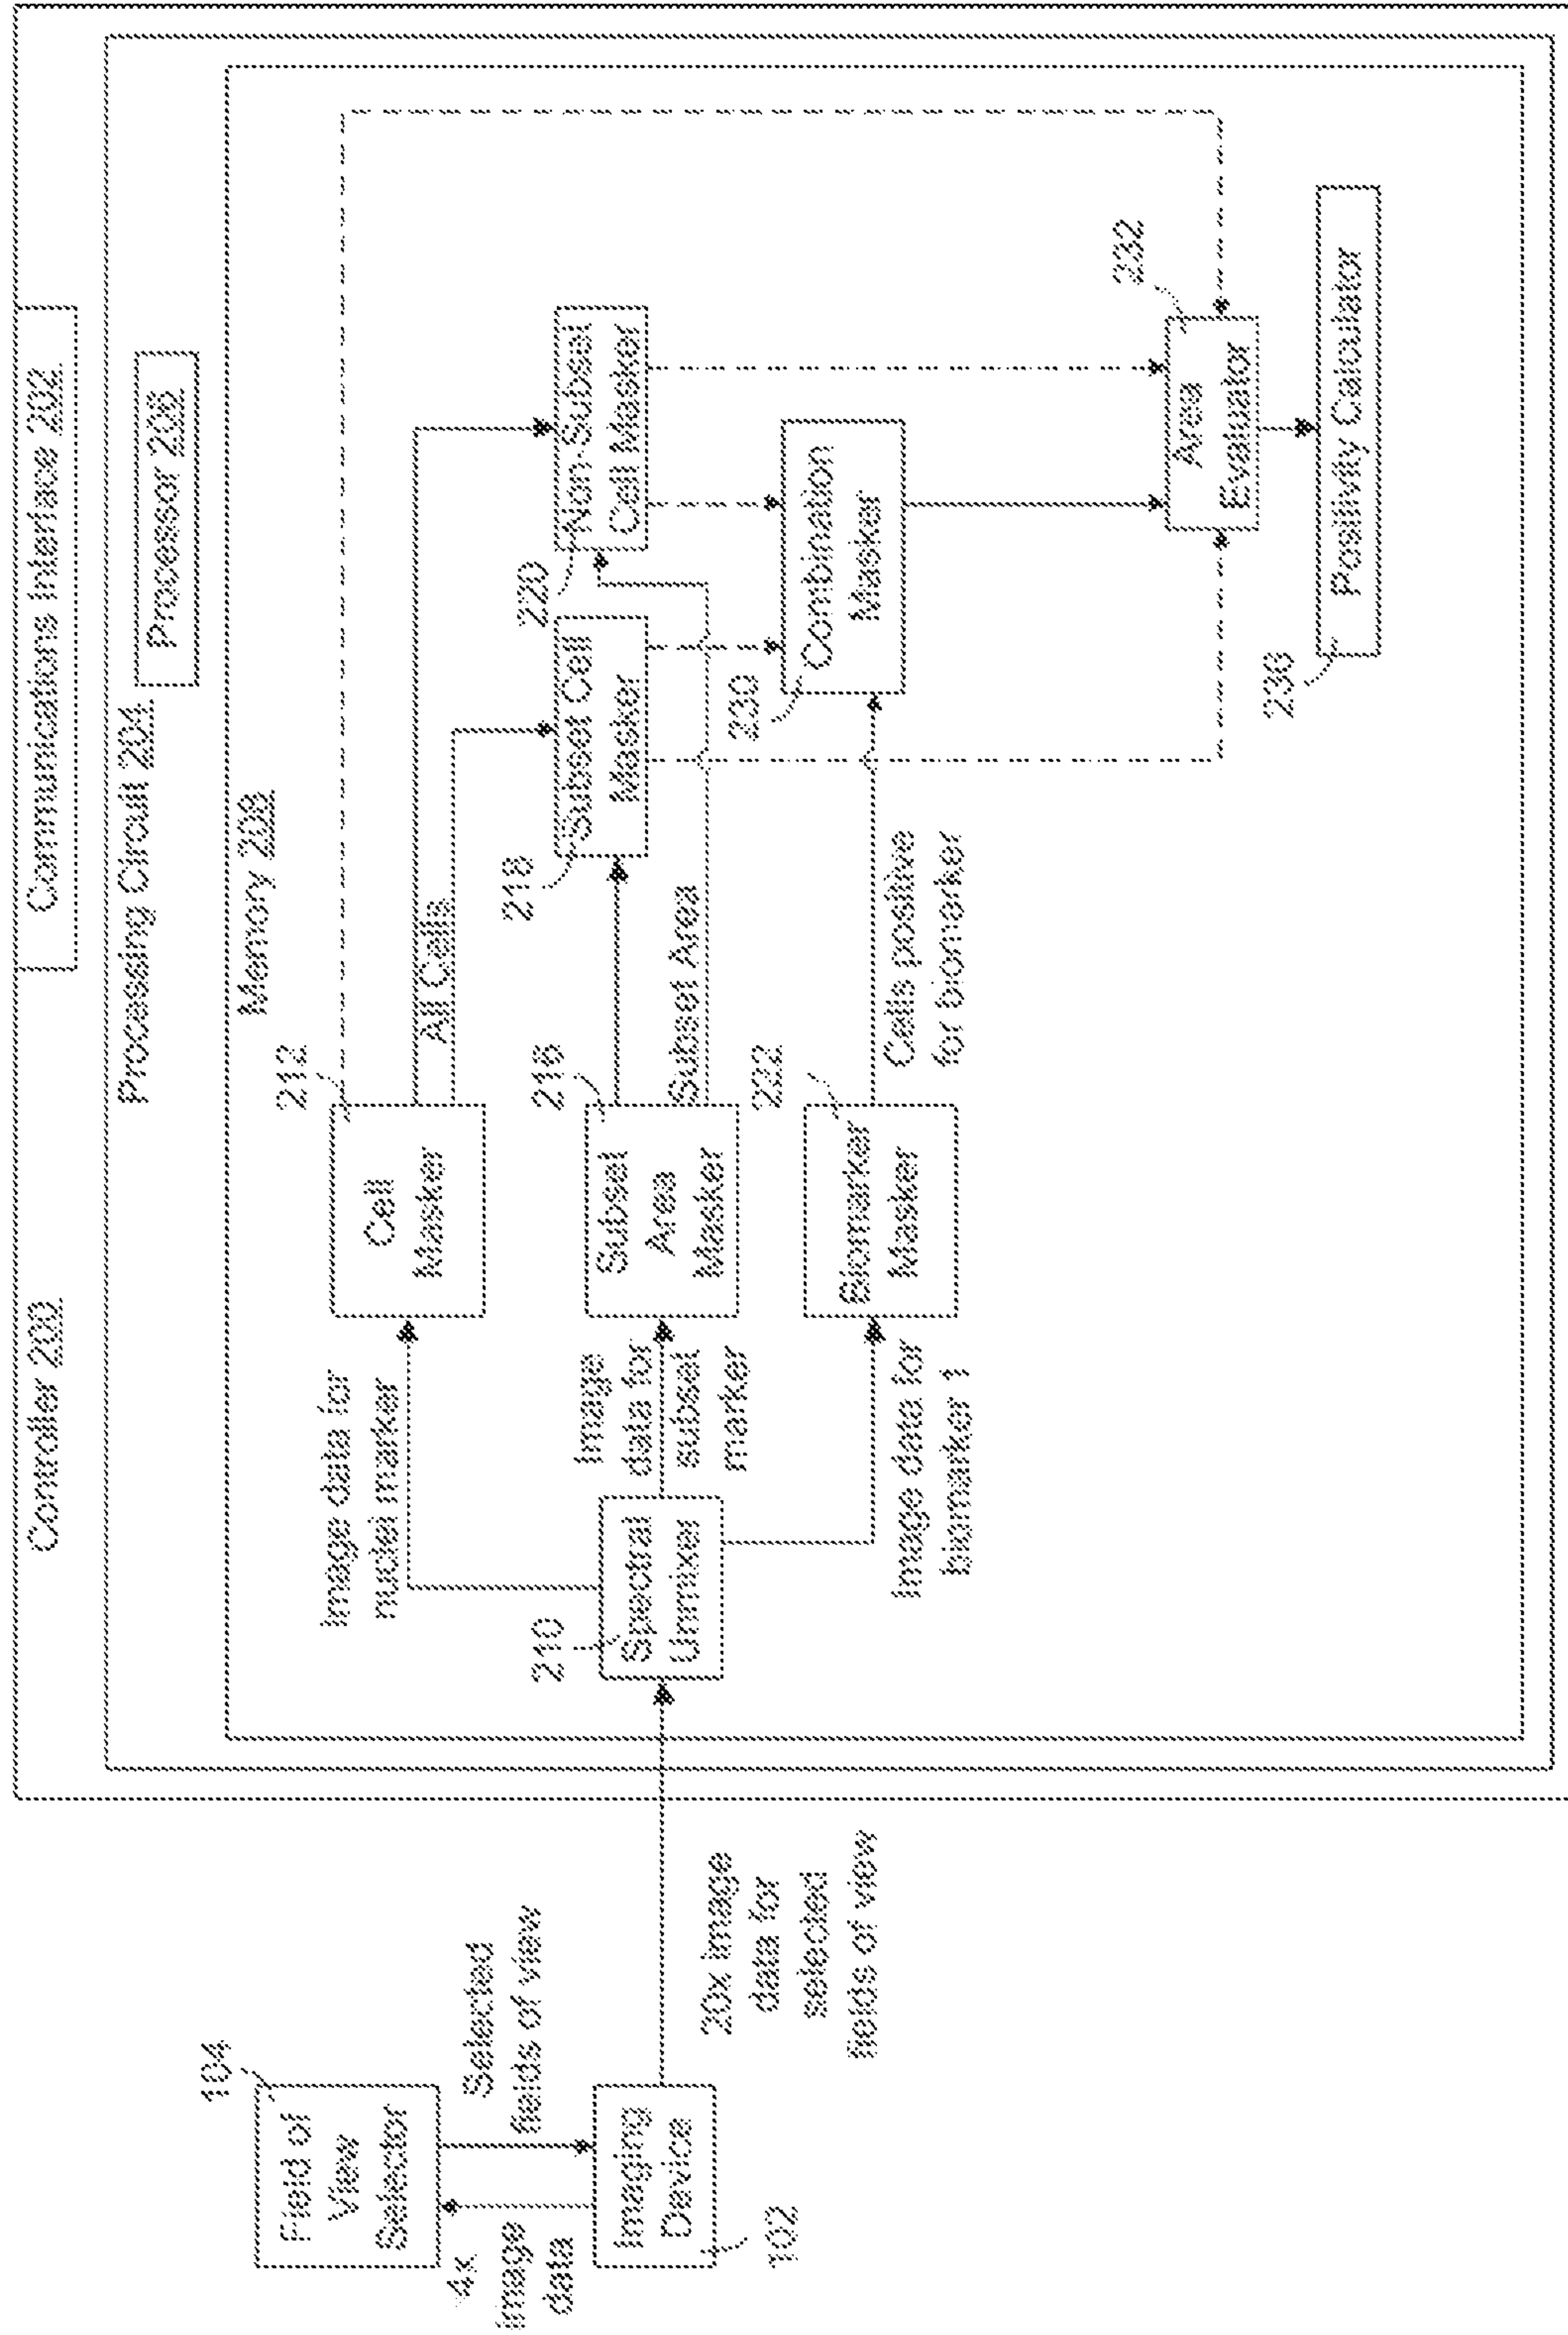 Controller 200
Communications Interface 202
Processing Circuit 204
Processor 206
Memory 208
104
Field of
View
Selector
4x
image
data
Selected
fields of view
Imaging
Device
102
20x image
data for
selected
fields of view
210
Spectral
Unmixer
Image data for
nuclei marker
Image
data for
subset
marker
Image data for
biomarker 1
212
Cell
Masker
216
Subset
Area
Masker
222
Biomarker
Masker
All Cells
Subset Area
Cells positive
for biomarker
218
Subset Cell
Masker
220
Non-Subset
Cell Masker
230
Combination
Masker
232
Area
Evaluator
236
Positivity Calculator